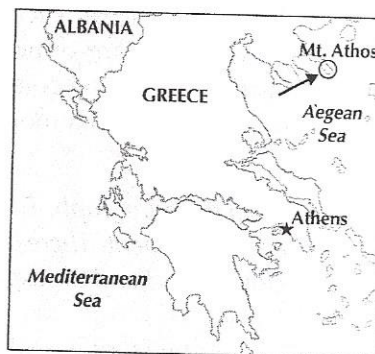 ALBANIA
Mt. Athos
GREECE
Aegean
Sea
Athens
Mediterranean
Sea